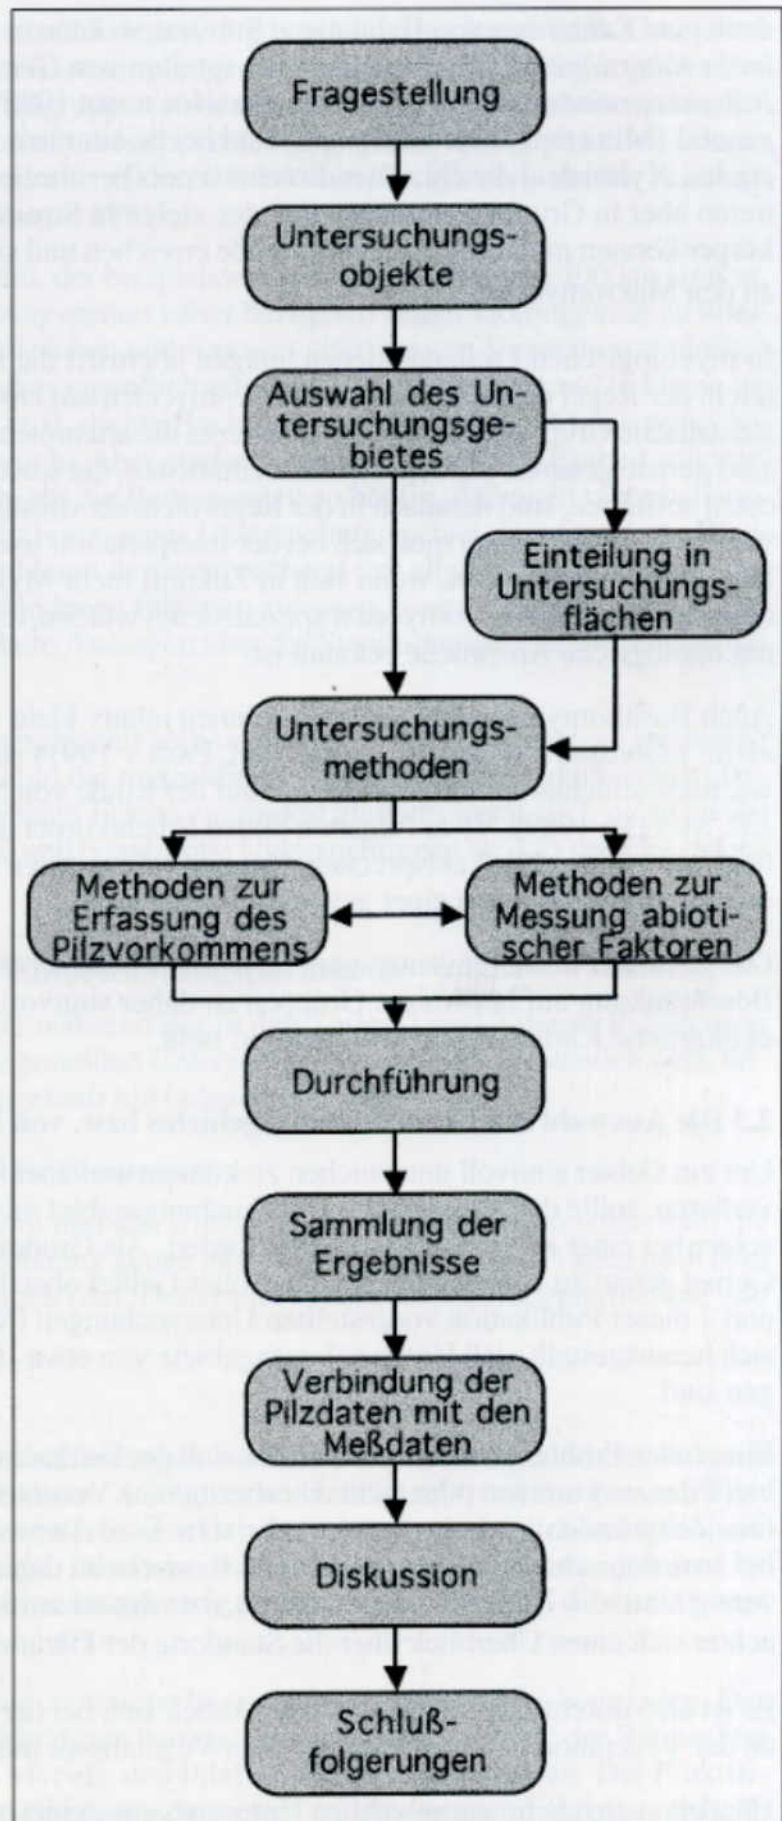 Fragestellung
Untersuchungs-
objekte
Auswahl des Un-
tersuchungsge-
bietes
Einteilung in
Untersuchungs-
flächen
Untersuchungs-
methoden
Methoden zur
Erfassung des
Pilzvorkommens
Methoden zur
Messung abioti-
scher Faktoren
Durchführung
Sammlung der
Ergebnisse
Verbindung der
Pilzdaten mit den
Meßdaten
Diskussion
Schluß-
folgerungen